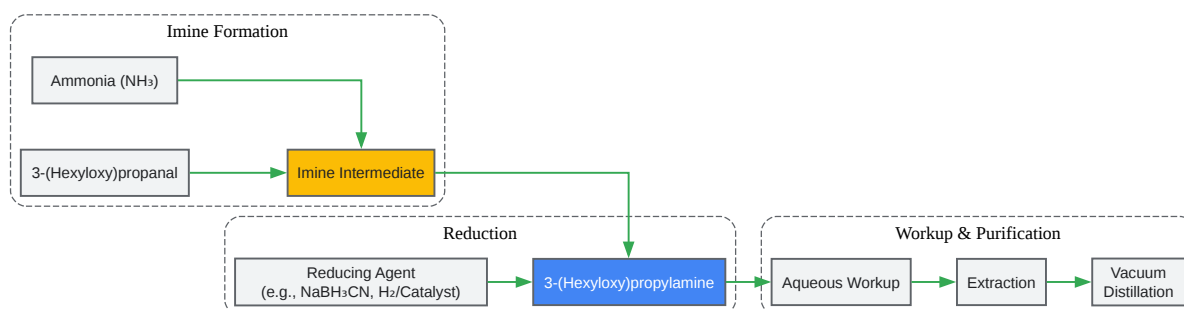 Imine Formation
Ammonia (NH₃)
3-(Hexyloxy)propanal
Imine Intermediate
Reduction
Reducing Agent
(e.g., NaBH₃CN, H₂/Catalyst)
3-(Hexyloxy)propylamine
Workup & Purification
Aqueous Workup
Extraction
Vacuum
Distillation